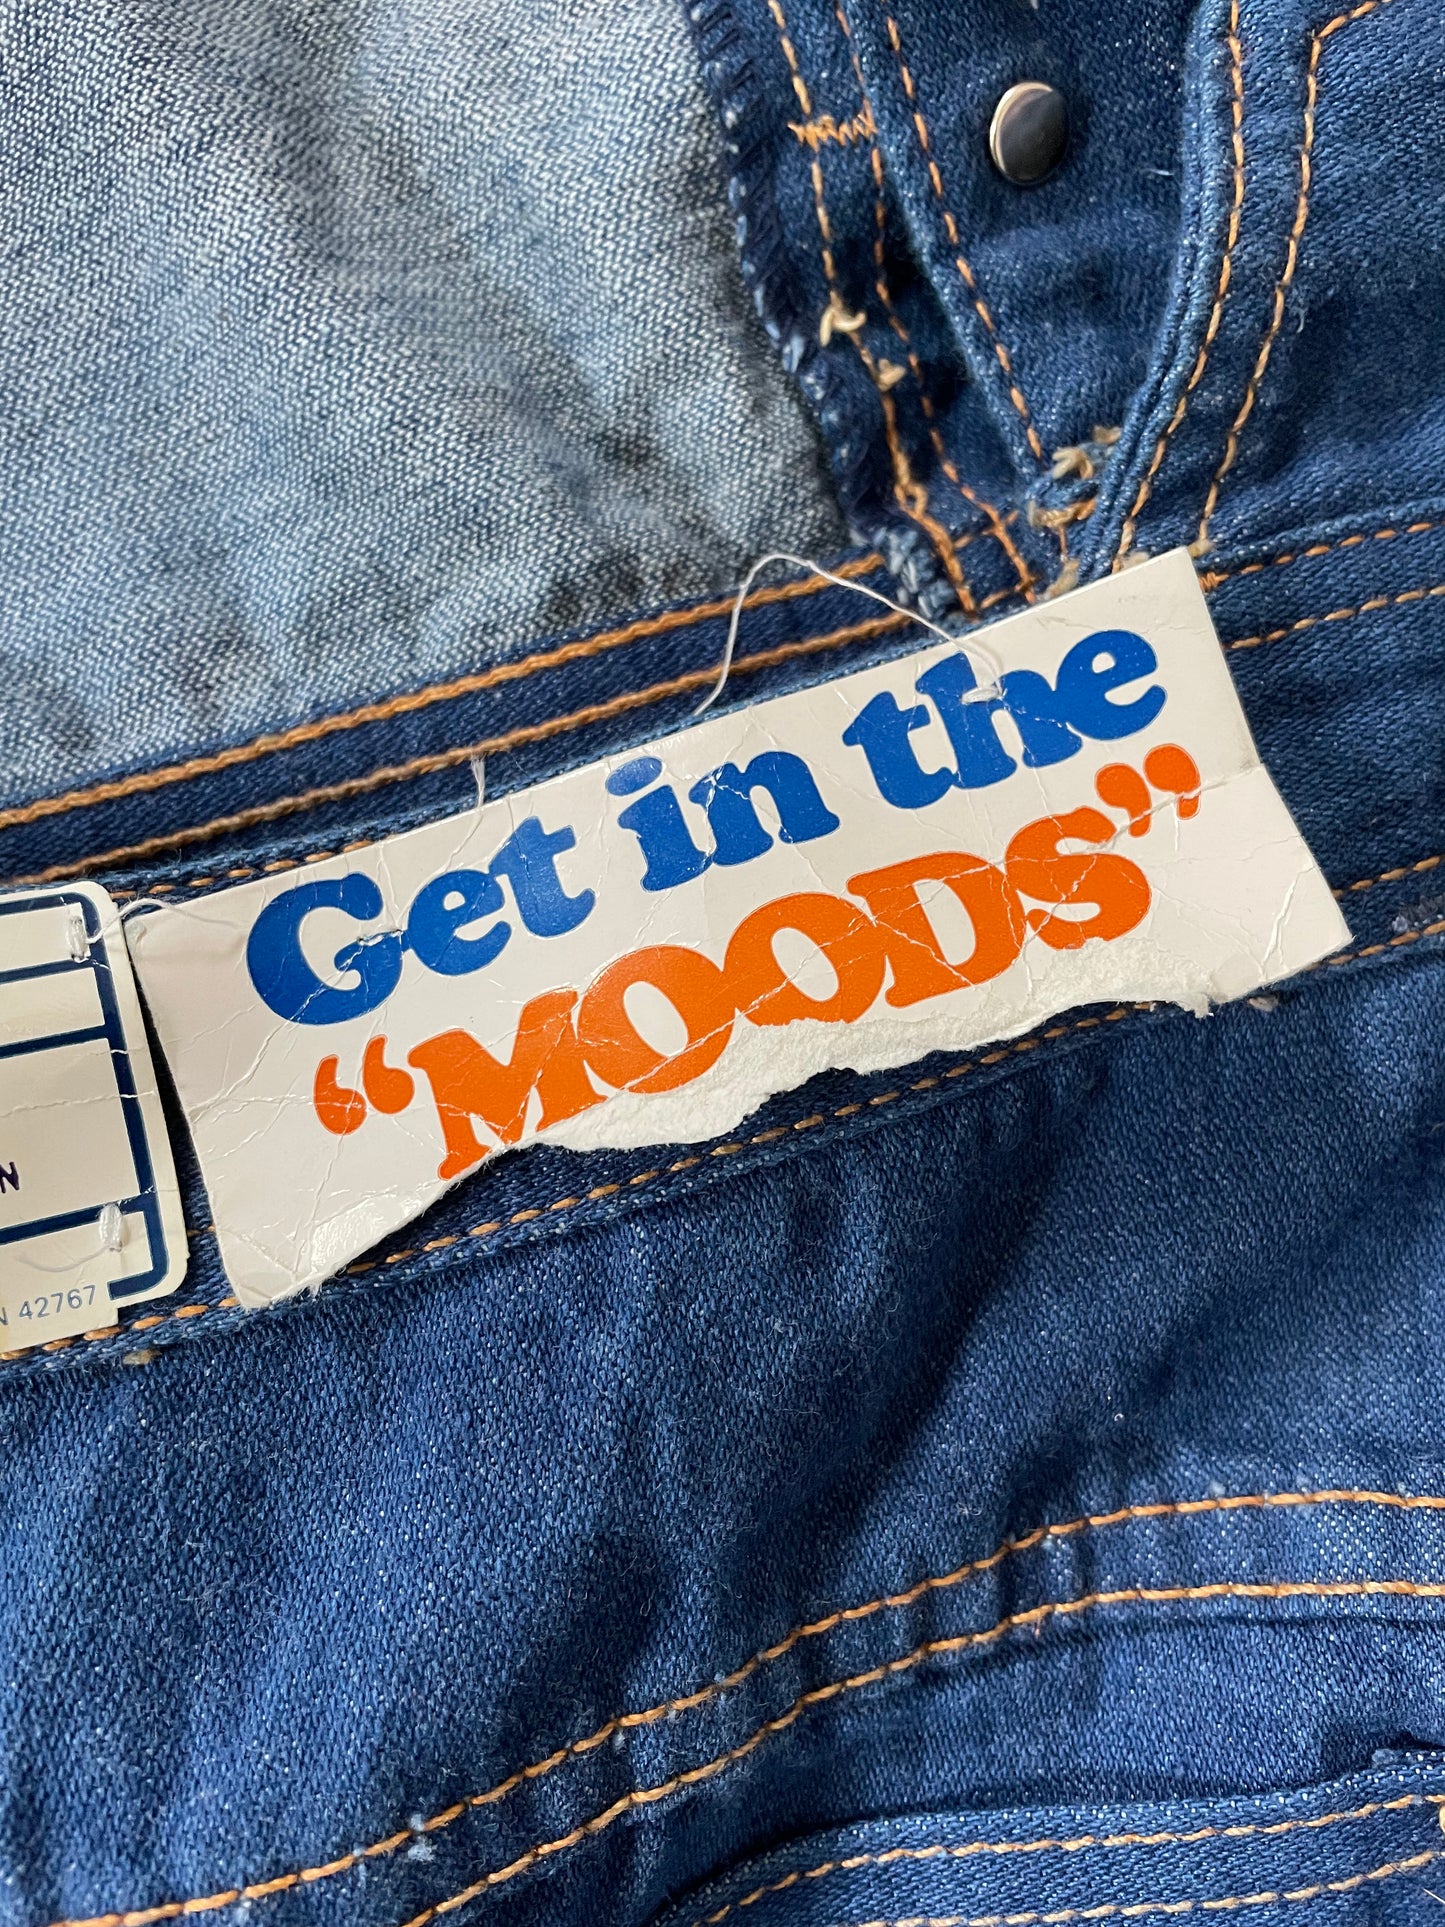 Get in the
“MOODS”
N
N 42767